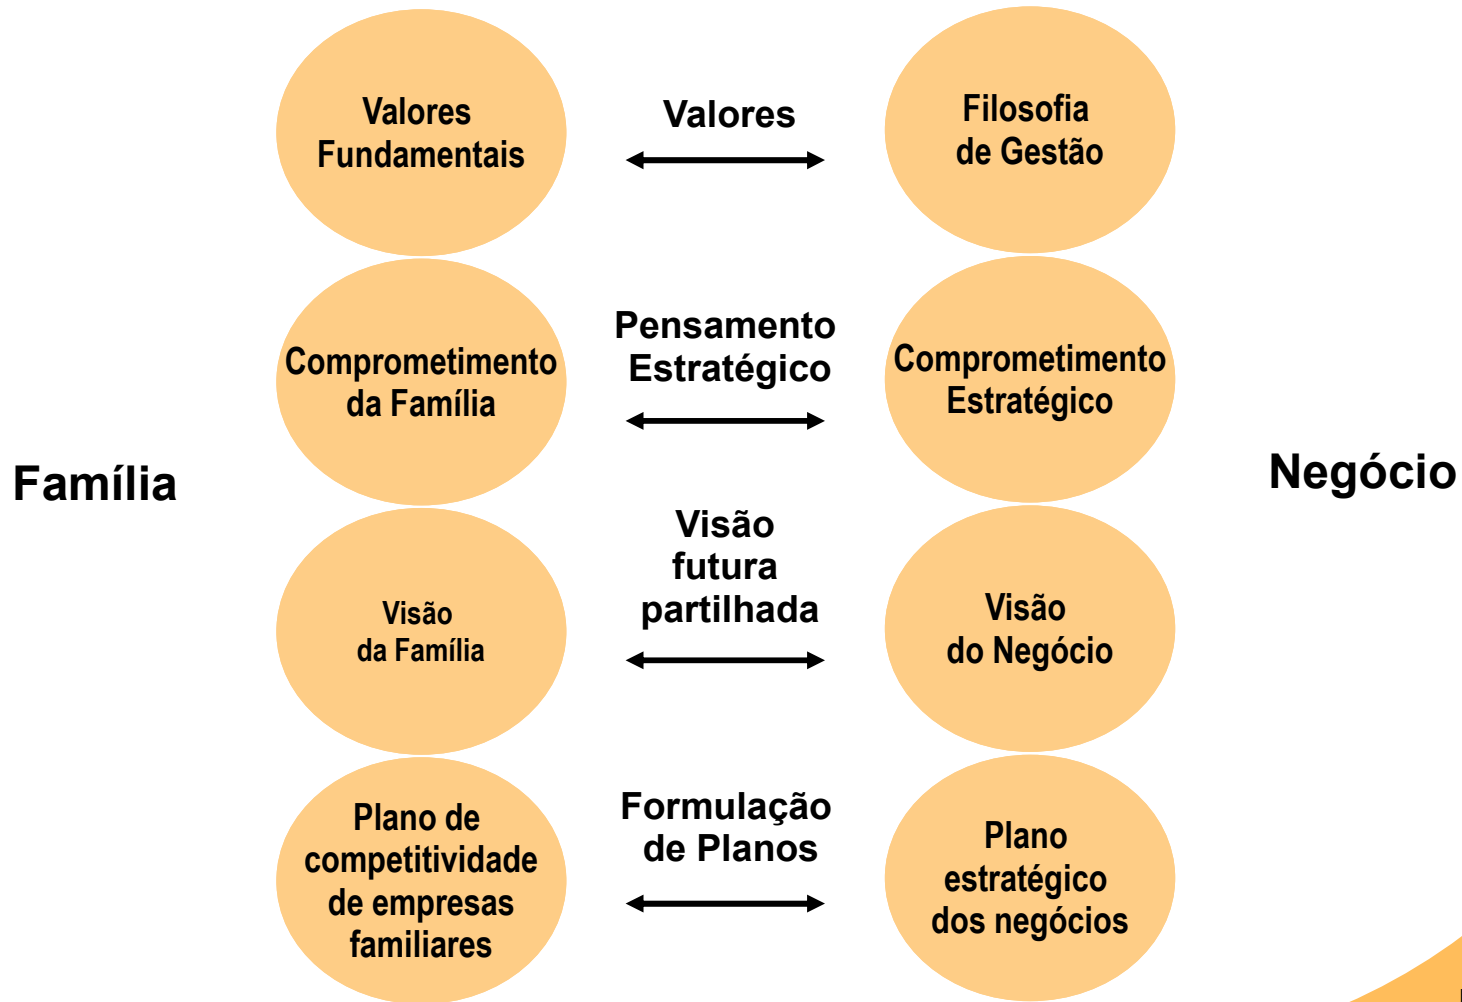 Valores
Fundamentais
Valores
Filosofia
de Gestão
Comprometimento
da Família
Pensamento
Estratégico
Comprometimento
Estratégico
Família
Negócio
Visão
da Família
Visão
futura
partilhada
Visão
do Negócio
Plano de
competitividade
de empresas
familiares
Formulação
de Planos
Plano
estratégico
dos negócios